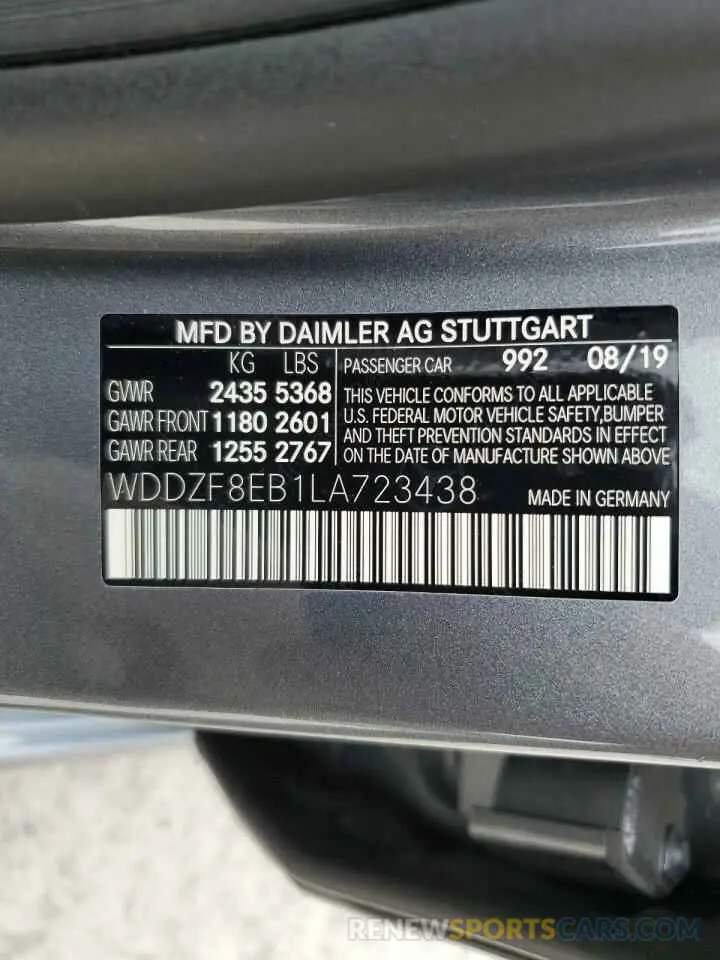 MFD BY DAIMLER AG STUTTGART
KG LBS
GVWR 2435 5368
GAWR FRONT 1180 2601
GAWR REAR 1255 2767
PASSENGER CAR 992 08/19
THIS VEHICLE CONFORMS TO ALL APPLICABLE
U.S. FEDERAL MOTOR VEHICLE SAFETY,BUMPER
AND THEFT PREVENTION STANDARDS IN EFFECT
ON THE DATE OF MANUFACTURE SHOWN ABOVE
WDDZF8EB1LA723438 MADE IN GERMANY
RENEWSPORTSCARS.COM